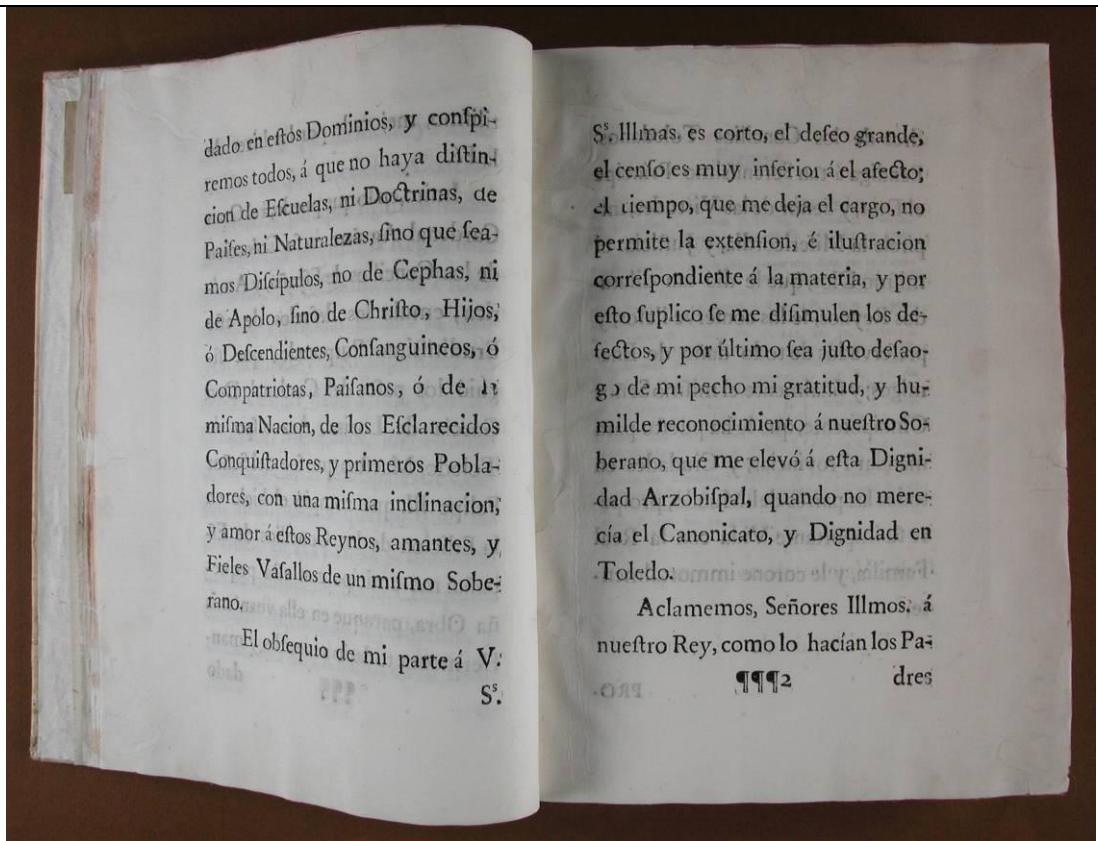 dado en eſtos Dominios, y conſpi-
remos todos, á que no haya diſtin-
cion de Eſcuelas, ni Doctrinas, de
Paiſes, ni Naturalezas, ſino que ſea-
mos Diſcípulos, no de Cephas, ni
de Apolo, ſino de Chriſto, Hijos,
ó Deſcendientes, Conſanguineos, ó
Compatriotas, Paiſanos, ó de
miſma Nacion, de los Eſclarecidos
Conquiſtadores, y primeros Pobla-
dores, con una miſma inclinacion,
y amor á eſtos Reynos, amantes, y
Fieles Vaſallos de un miſmo Sobe-
rano.
El obſequio de mi parte á V.
Sˢ.
Sˢ. Illmas. es corto, el deſeo grande,
el cenſo es muy inferior á el afecto;
el tiempo, que me deja el cargo, no
permite la extenſion, é iluſtracion
correſpondiente á la materia, y por
eſto ſuplico ſe me diſimulen los de-
fectos, y por último ſea juſto deſao-
go de mi pecho mi gratitud, y hu-
milde reconocimiento á nueſtro So-
berano, que me elevó á eſta Digni-
dad Arzobiſpal, quando no mere-
cía el Canonicato, y Dignidad en
Toledo.
Aclamemos, Señores Illmos. á
nueſtro Rey, como lo hacían los Pa-
¶¶¶2 dres